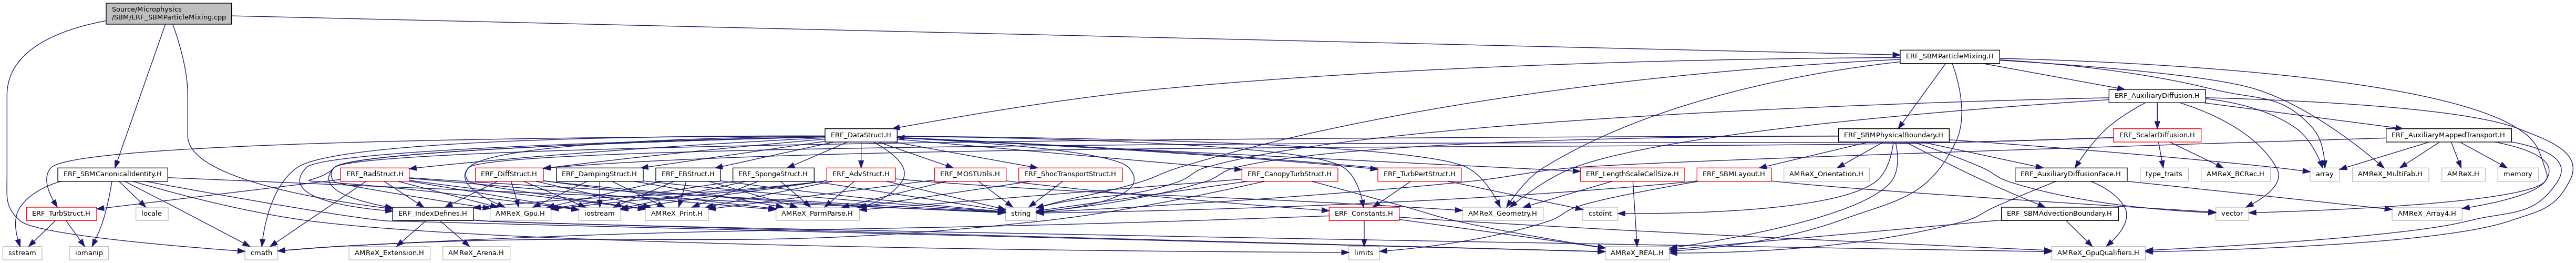 Source/Microphysics
/SBM/ERF_SBMParticleMixing.cpp
ERF_SBMParticleMixing.H
ERF_AuxiliaryDiffusion.H
ERF_DataStruct.H
ERF_SBMPhysicalBoundary.H
ERF_ScalarDiffusion.H
ERF_AuxiliaryMappedTransport.H
ERF_SBMCanonicalIdentity.H
ERF_RadStruct.H
ERF_DiffStruct.H
ERF_DampingStruct.H
ERF_EBStruct.H
ERF_SpongeStruct.H
ERF_AdvStruct.H
ERF_MOSTUtils.H
ERF_ShocTransportStruct.H
ERF_CanopyTurbStruct.H
ERF_TurbPertStruct.H
ERF_LengthScaleCellSize.H
ERF_SBMLayout.H
AMReX_Orientation.H
ERF_AuxiliaryDiffusionFace.H
type_traits
AMReX_BCRec.H
array
AMReX_MultiFab.H
AMReX.H
memory
ERF_TurbStruct.H
locale
ERF_IndexDefines.H
AMReX_Gpu.H
iostream
AMReX_Print.H
AMReX_ParmParse.H
string
AMReX_Geometry.H
ERF_Constants.H
cstdint
ERF_SBMAdvectionBoundary.H
vector
AMReX_Array4.H
sstream
iomanip
cmath
AMReX_Extension.H
AMReX_Arena.H
limits
AMReX_REAL.H
AMReX_GpuQualifiers.H